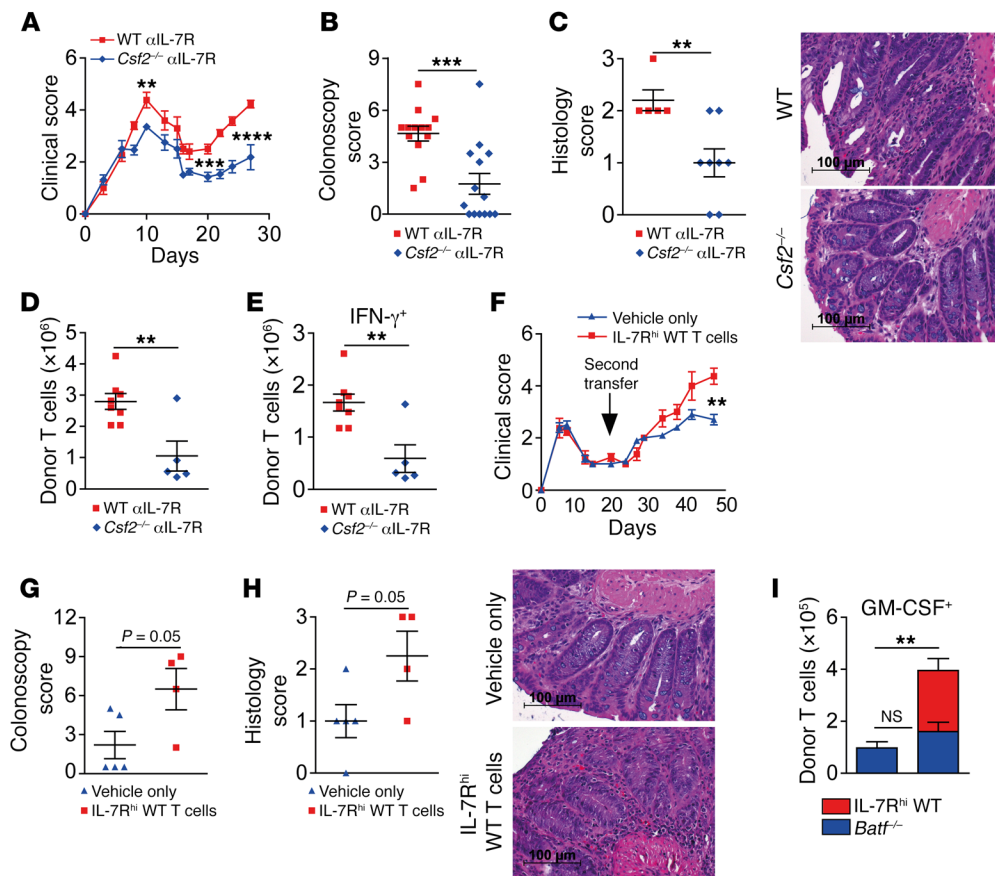 A
WT αIL-7R
Csf2–/– αIL-7R
Clinical score
6
4
2
0
**
***
****
0 10 20 30
Days
B
Colonoscopy
score
9
6
3
0
***
WT αIL-7R
Csf2–/– αIL-7R
C
Histology
score
4
3
2
1
0
**
WT αIL-7R
Csf2–/– αIL-7R
WT
100 µm
Csf2–/–
100 µm
D
Donor T cells (×10⁶)
5
4
3
2
1
0
**
WT αIL-7R
Csf2–/– αIL-7R
E
IFN-γ⁺
Donor T cells (×10⁶)
3
2
1
0
**
WT αIL-7R
Csf2–/– αIL-7R
F
Vehicle only
IL-7Rʰⁱ WT T cells
Clinical score
6
4
2
0
Second
transfer
**
0 10 20 30 40 50
Days
G
Colonoscopy
score
12
9
6
3
0
P = 0.05
Vehicle only
IL-7Rʰⁱ WT T cells
H
Histology
score
3
2
1
0
P = 0.05
Vehicle only
IL-7Rʰⁱ WT T cells
Vehicle only
100 µm
IL-7Rʰⁱ
WT T cells
100 µm
I
GM-CSF⁺
Donor T cells (×10⁵)
6
4
2
0
**
NS
IL-7Rʰⁱ WT
Batf–/–